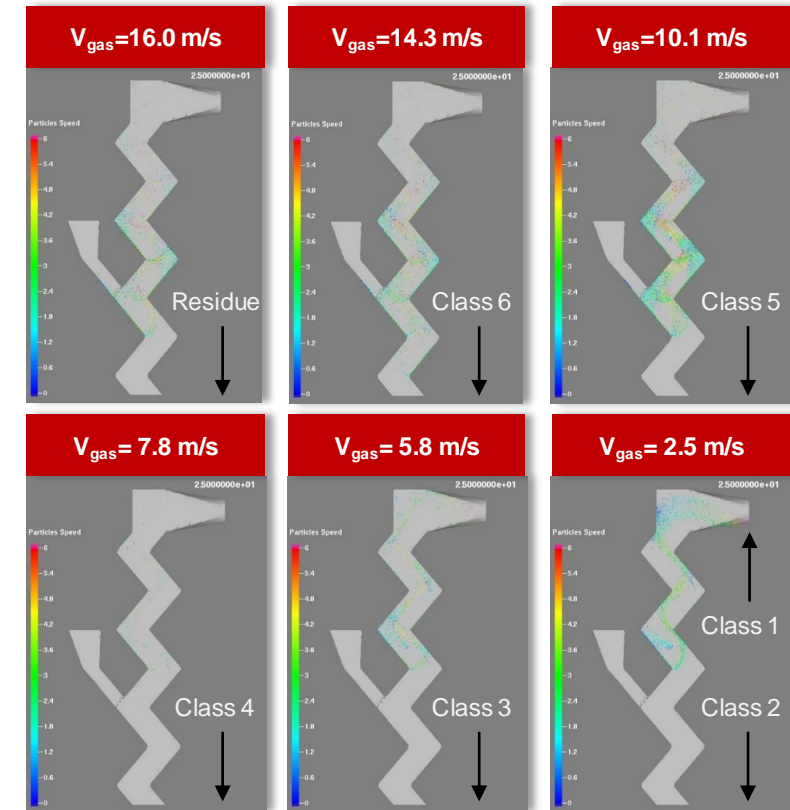 V_gas=16.0 m/s
V_gas=14.3 m/s
V_gas=10.1 m/s
2.5000000e+01
2.5000000e+01
2.5000000e+01
Particles Speed
6
5.4
4.8
4.2
3.6
3
2.4
1.8
1.2
0.6
0
Residue
Particles Speed
6
5.4
4.8
4.2
3.6
3
2.4
1.8
1.2
0.6
0
Class 6
Particles Speed
6
5.4
4.8
4.2
3.6
3
2.4
1.8
1.2
0.6
0
Class 5
V_gas= 7.8 m/s
V_gas= 5.8 m/s
V_gas= 2.5 m/s
2.5000000e+01
2.5000000e+01
2.5000000e+01
Particles Speed
6
5.4
4.8
4.2
3.6
3
2.4
1.8
1.2
0.6
0
Class 4
Particles Speed
6
5.4
4.8
4.2
3.6
3
2.4
1.8
1.2
0.6
0
Class 3
Particles Speed
6
5.4
4.8
4.2
3.6
3
2.4
1.8
1.2
0.6
0
Class 1
Class 2